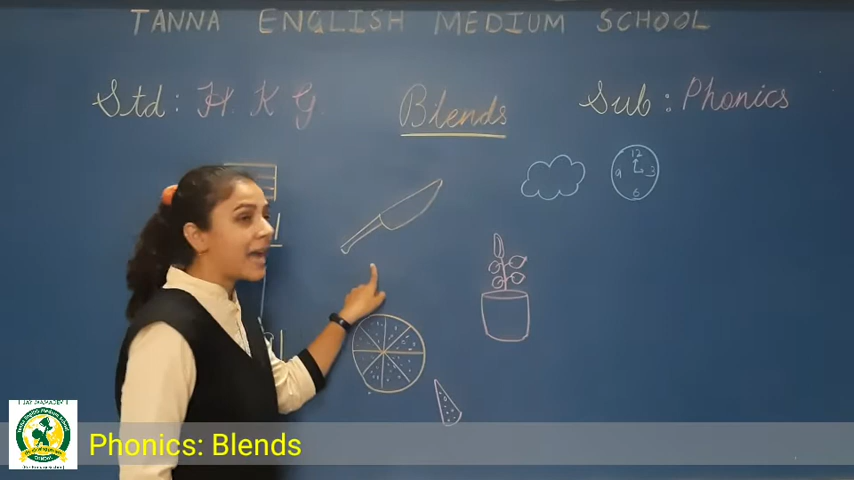 TANNA ENGLISH MEDIUM SCHOOL
Std : H K G
Blends
Sub : Phonics
12
9 3
6
Phonics: Blends